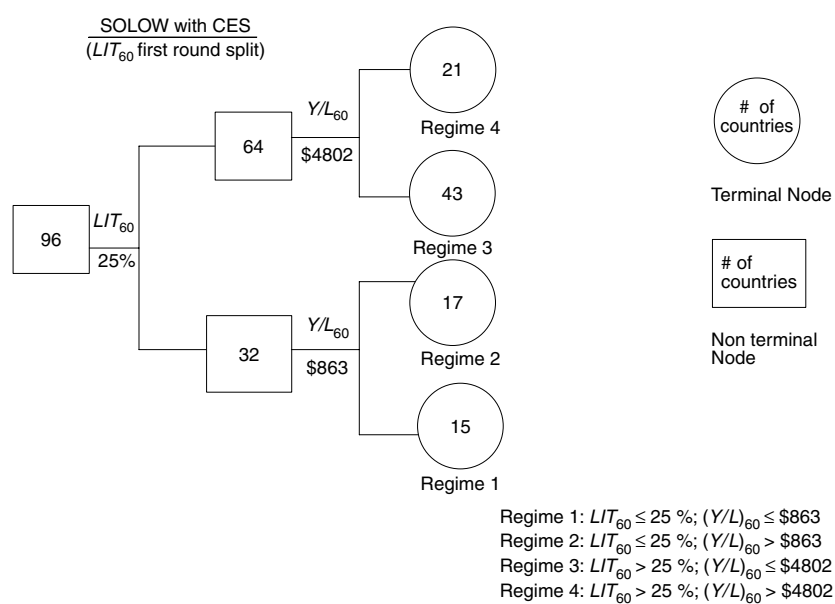 SOLOW with CES
(LIT60 first round split)
96
LIT60
25%
64
Y/L60
$4802
21
Regime 4
43
Regime 3
32
Y/L60
$863
17
Regime 2
15
Regime 1
# of
countries
Terminal Node
# of
countries
Non terminal
Node
Regime 1: LIT60 ≤ 25 %; (Y/L)60 ≤ $863
Regime 2: LIT60 ≤ 25 %; (Y/L)60 > $863
Regime 3: LIT60 > 25 %; (Y/L)60 ≤ $4802
Regime 4: LIT60 > 25 %; (Y/L)60 > $4802